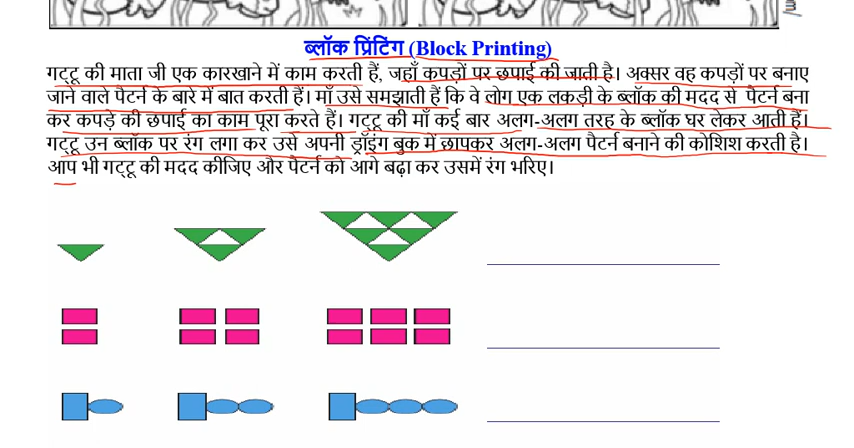 ब्लॉक प्रिंटिंग (Block Printing)
गट्टू की माता जी एक कारखाने में काम करती हैं, जहाँ कपड़ों पर छपाई की जाती है। अक्सर वह कपड़ों पर बनाए
जाने वाले पैटर्न के बारे में बात करती हैं। माँ उसे समझाती हैं कि वे लोग एक लकड़ी के ब्लॉक की मदद से पैटर्न बना
कर कपड़े की छपाई का काम पूरा करते हैं। गट्टू की माँ कई बार अलग-अलग तरह के ब्लॉक घर लेकर आती हैं।
गट्टू उन ब्लॉक पर रंग लगा कर उसे अपनी ड्रॉइंग बुक में छापकर अलग-अलग पैटर्न बनाने की कोशिश करती है।
आप भी गट्टू की मदद कीजिए और पैटर्न को आगे बढ़ा कर उसमें रंग भरिए।